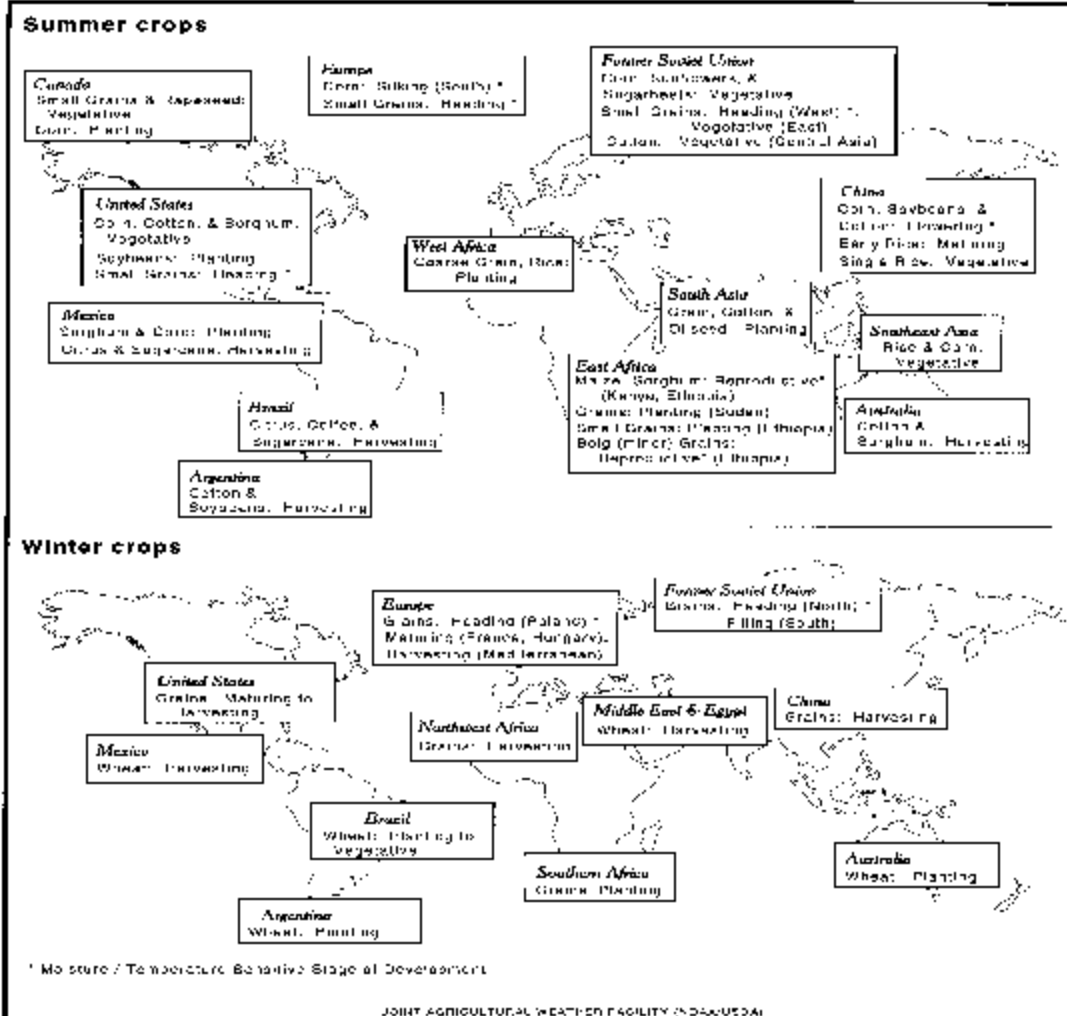 Summer crops
Canada
Small Grains & Rapeseed:
Vegetative
Corn: Planting
Europe
Corn: Silking (South) *
Small Grains: Heading *
Former Soviet Union
Corn, Sunflowers, &
Sugarbeets: Vegetative
Small Grains: Heading (West) *,
Vegetative (East)
Cotton: Vegetative (Central Asia)
United States
Corn, Cotton, & Sorghum:
Vegetative
Soybeans: Planting
Small Grains: Heading *
West Africa
Coarse Grain, Rice:
Planting
China
Corn, Soybeans, &
Cotton: Flowering *
Early Rice: Maturing
Single Rice: Vegetative
Mexico
Sorghum & Corn: Planting
Citrus & Sugarcane: Harvesting
South Asia
Grain, Cotton, &
Oilseed: Planting
Southeast Asia
Rice & Corn:
Vegetative
East Africa
Maize, Sorghum: Reproductive*
(Kenya, Ethiopia)
Grains: Planting (Sudan)
Small Grains: Planting (Ethiopia)
Belg (minor) Grains:
Reproductive* (Ethiopia)
Brazil
Citrus, Coffee, &
Sugarcane: Harvesting
Australia
Cotton &
Sorghum: Harvesting
Argentina
Cotton &
Soybeans: Harvesting
Winter crops
Europe
Grains: Heading (Poland) *
Maturing (France, Hungary),
Harvesting (Mediterranean)
Former Soviet Union
Grains: Heading (North) *
Filling (South)
United States
Grains: Maturing to
Harvesting
Northwest Africa
Grains: Harvesting
Middle East & Egypt
Wheat: Harvesting
China
Grains: Harvesting
Mexico
Wheat: Harvesting
Brazil
Wheat: Planting to
Vegetative
Southern Africa
Grains: Planting
Australia
Wheat: Planting
Argentina
Wheat: Planting
* Moisture / Temperature Sensitive Stage of Development
JOINT AGRICULTURAL WEATHER FACILITY (NOAA/USDA)